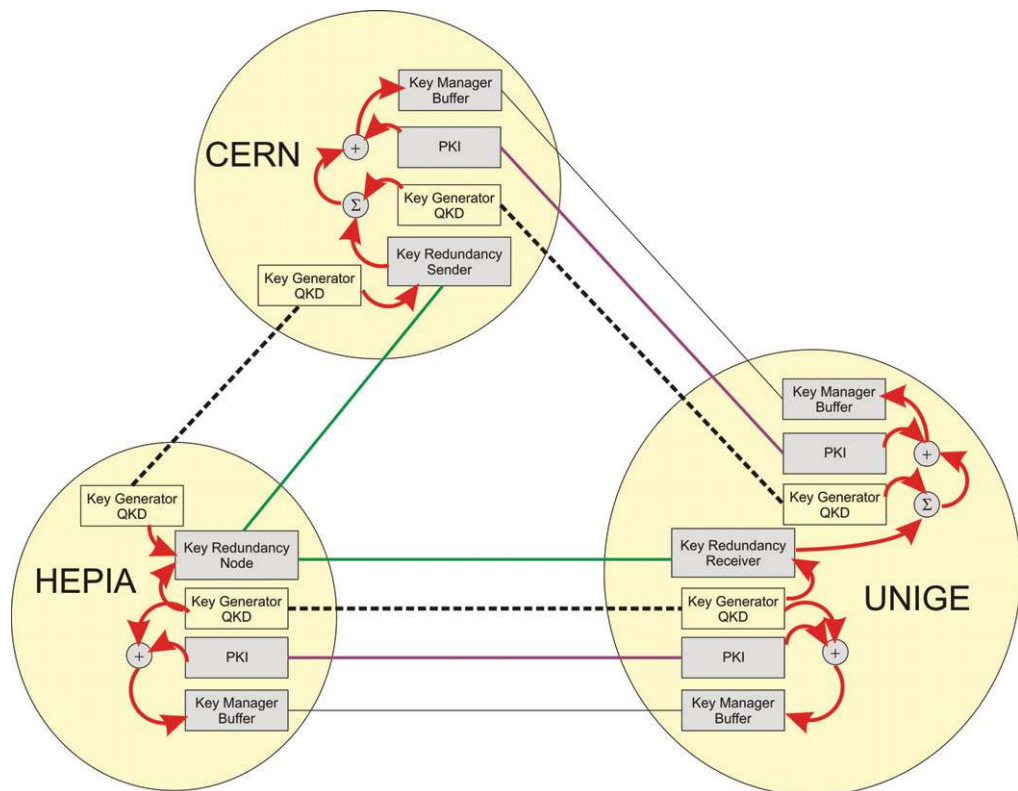 Key Manager
Buffer
CERN
+
PKI
Σ
Key Generator
QKD
Key Redundancy
Sender
Key Generator
QKD
Key Manager
Buffer
PKI
+
Key Generator
QKD
Σ
Key Redundancy
Receiver
UNIGE
Key Generator
QKD
+
PKI
Key Manager
Buffer
Key Generator
QKD
Key Redundancy
Node
HEPIA
Key Generator
QKD
+
PKI
Key Manager
Buffer